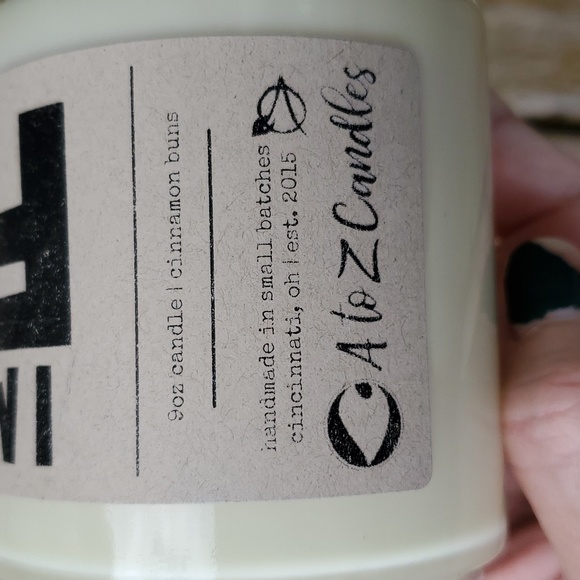 9oz candle | cinnamon buns
handmade in small batches
cincinnati, oh | est. 2015
A to Z Candles